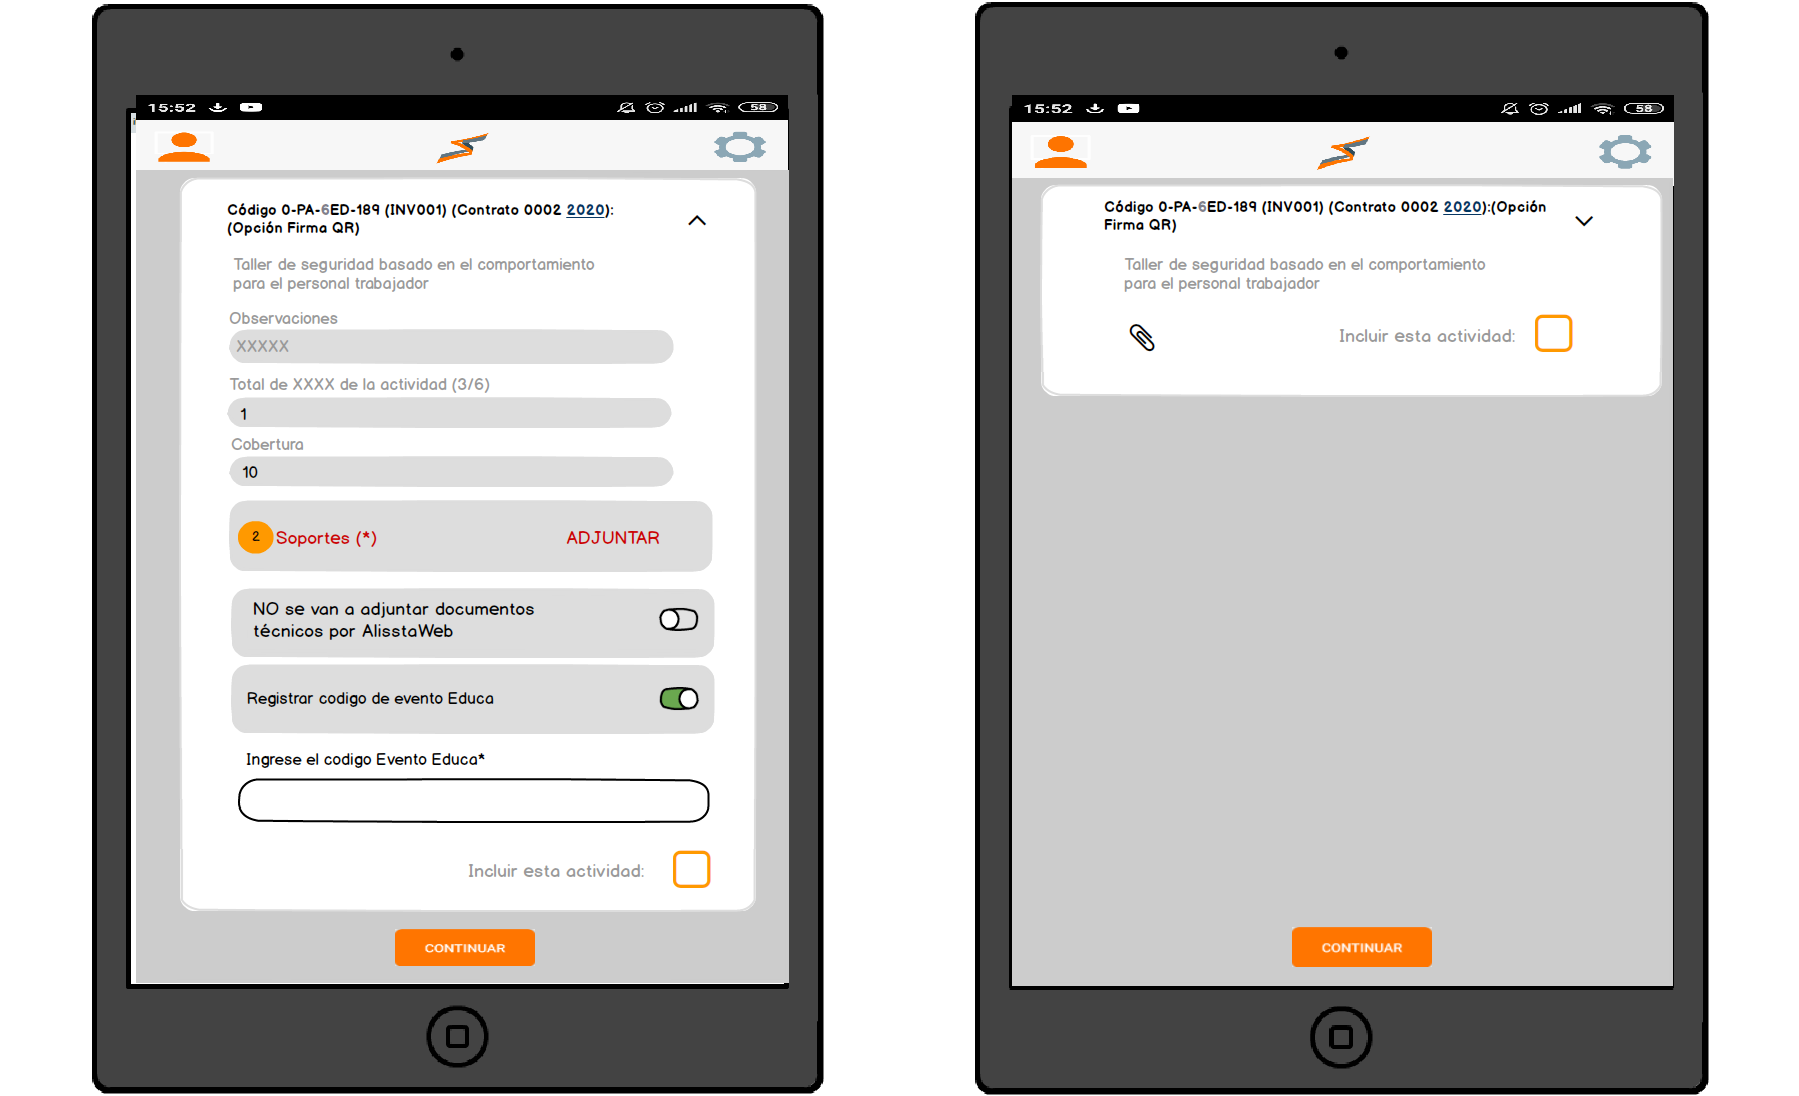 15:52
58
Código 0-PA-6ED-189 (INV001) (Contrato 0002 2020):
(Opción Firma QR)
Taller de seguridad basado en el comportamiento
para el personal trabajador
Observaciones
XXXXX
Total de XXXX de la actividad (3/6)
1
Cobertura
10
2 Soportes (*) ADJUNTAR
NO se van a adjuntar documentos
técnicos por AlisstaWeb
Registrar codigo de evento Educa
Ingrese el codigo Evento Educa*
Incluir esta actividad:
CONTINUAR
15:52
58
Código 0-PA-6ED-189 (INV001) (Contrato 0002 2020):(Opción
Firma QR)
Taller de seguridad basado en el comportamiento
para el personal trabajador
Incluir esta actividad:
CONTINUAR